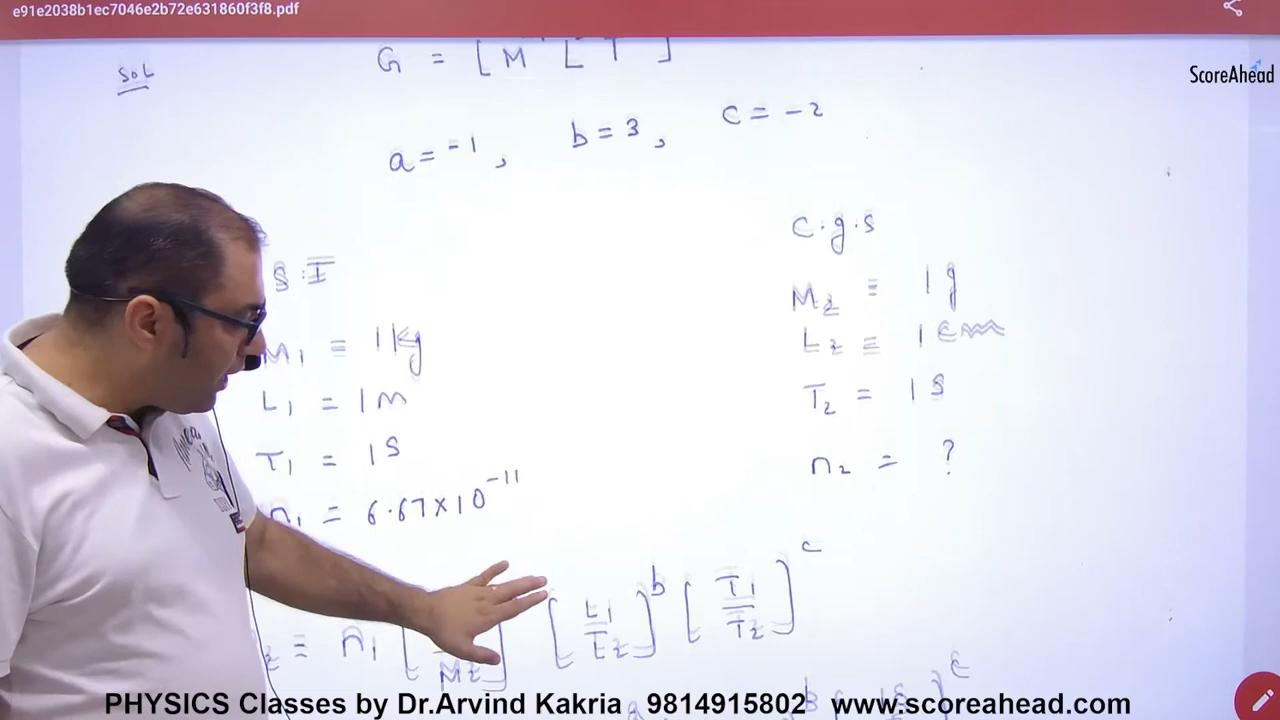 e91e2038b1ec7046e2b72e631860f3f8.pdf
ScoreAhead
SOL
G = [M L T ]
a = -1, b = 3, c = -2
S.I
C.g.s
M1 = 1 kg
M2 = 1 g
L1 = 1 m
L2 = 1 cm
T1 = 1 S
T2 = 1 S
n1 = 6.67×10^-11
n2 = ?
2 = n1 [ M2 ] [ L1 / L2 ]^b [ T1 / T2 ]^c
PHYSICS Classes by Dr.Arvind Kakria 9814915802 www.scoreahead.com